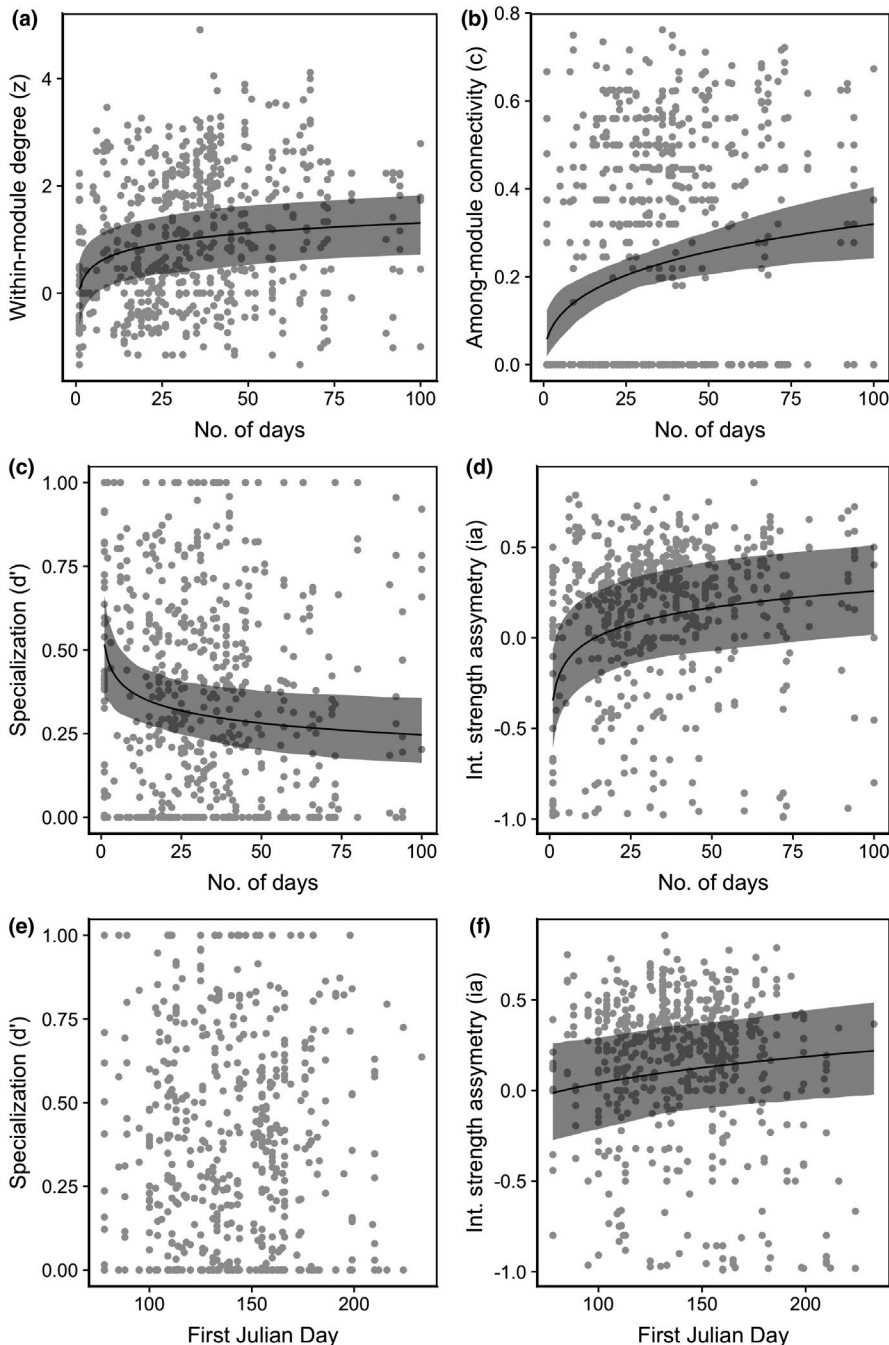 (a)
Within-module degree (z)
4
2
0
0 25 50 75 100
No. of days
(b)
Among-module connectivity (c)
0.8
0.6
0.4
0.2
0.0
0 25 50 75 100
No. of days
(c)
Specialization (d')
1.00
0.75
0.50
0.25
0.00
0 25 50 75 100
No. of days
(d)
Int. strength assymetry (ia)
0.5
0.0
-0.5
-1.0
0 25 50 75 100
No. of days
(e)
Specialization (d')
1.00
0.75
0.50
0.25
0.00
100 150 200
First Julian Day
(f)
Int. strength assymetry (ia)
0.5
0.0
-0.5
-1.0
100 150 200
First Julian Day